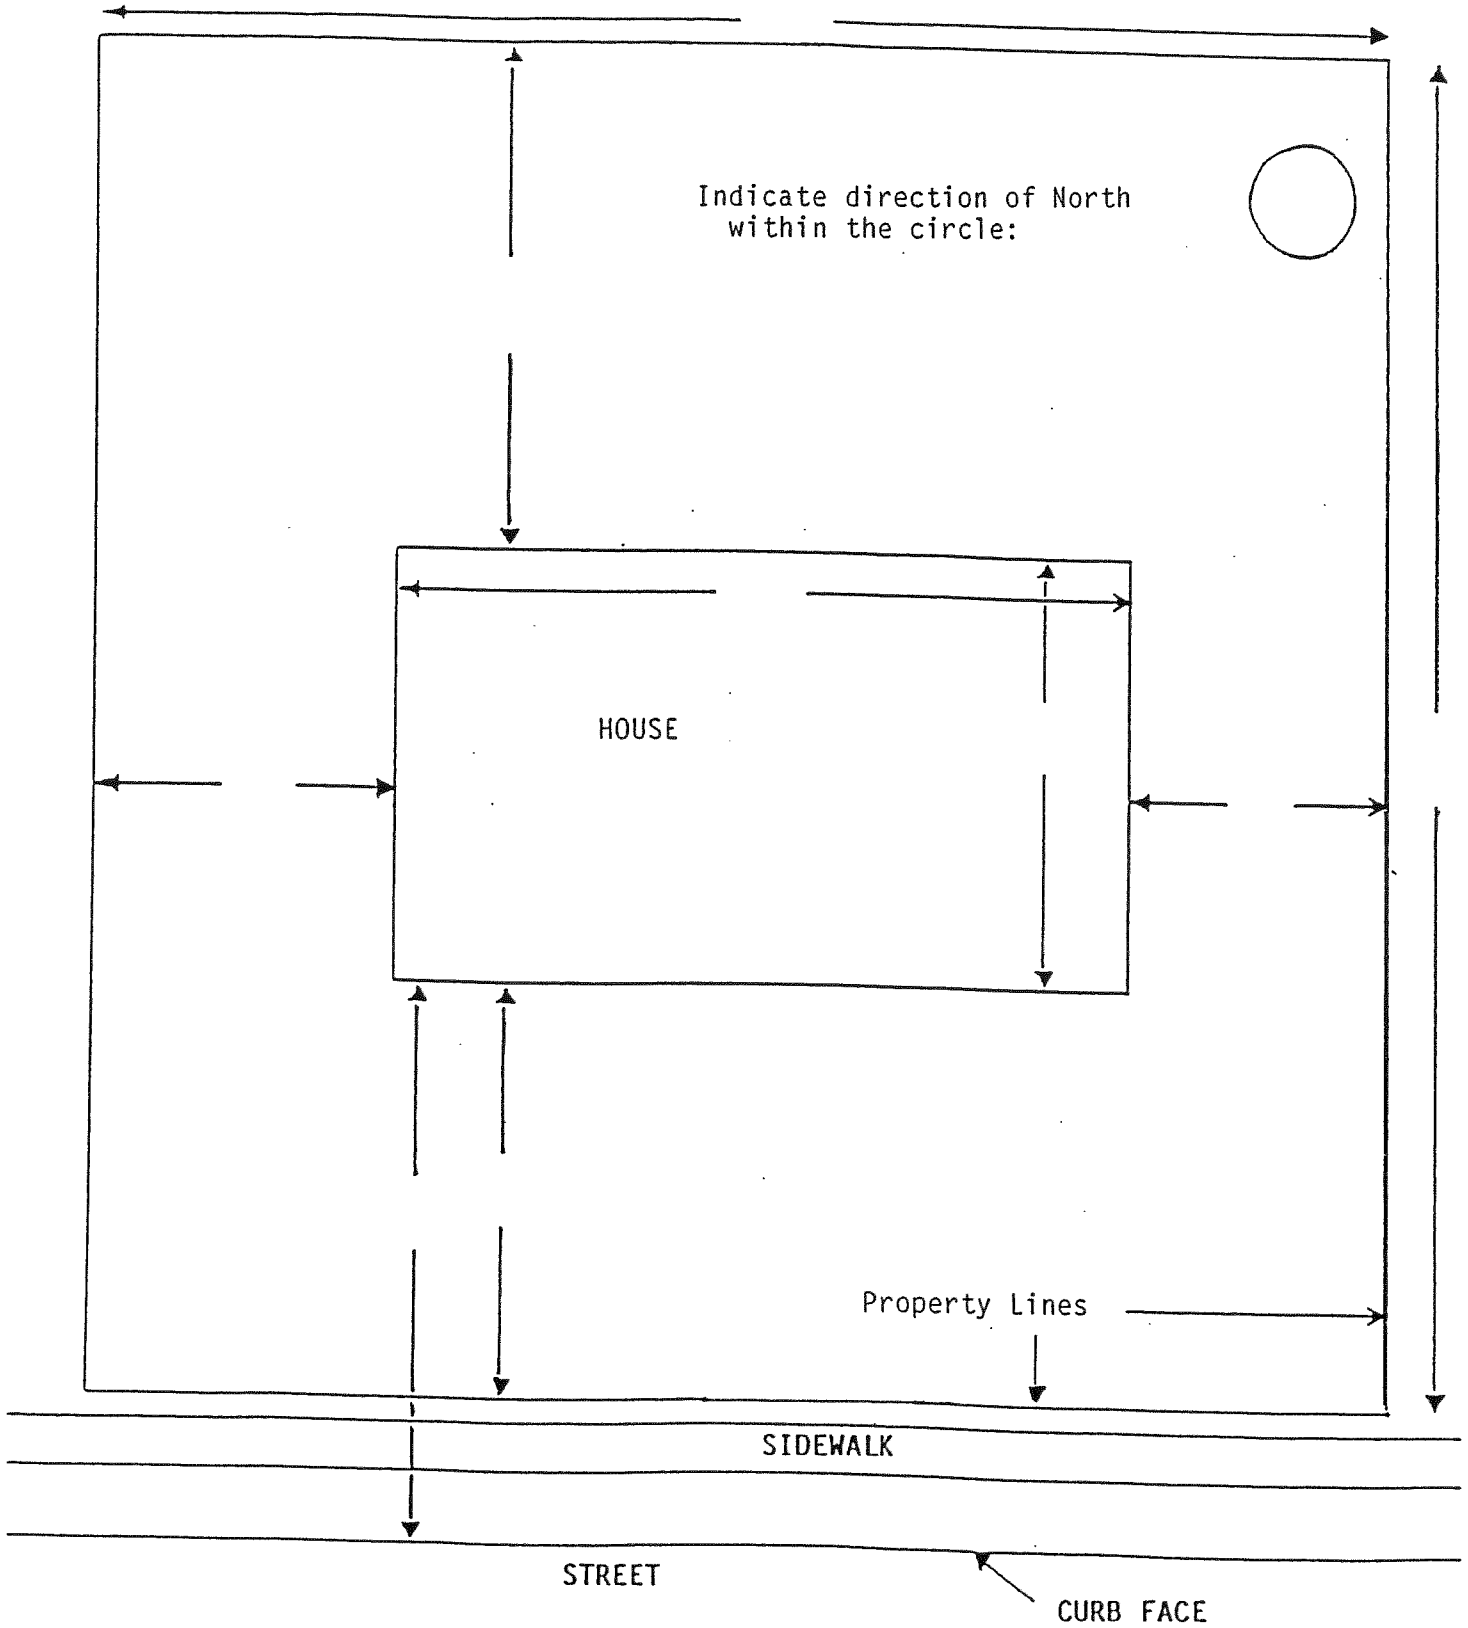 Indicate direction of North
within the circle:
HOUSE
Property Lines
SIDEWALK
STREET
CURB FACE